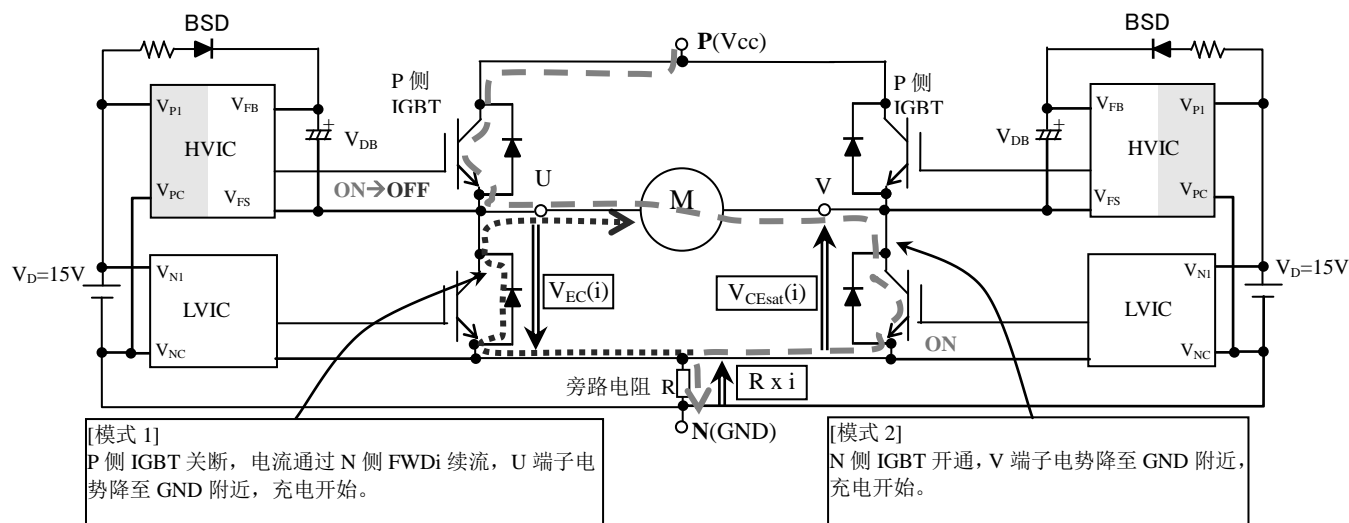 BSD
BSD
P(Vcc)
P 侧
IGBT
P 侧
IGBT
VP1
VFB
HVIC
VPC
VFS
+
VDB
ON→OFF
U
M
V
VFB
VP1
HVIC
VFS
VPC
+
VDB
VD=15V
VN1
LVIC
VNC
VEC(i)
VCEsat(i)
VN1
LVIC
VNC
VD=15V
ON
旁路电阻 R
R x i
N(GND)
[模式 1]
P 侧 IGBT 关断，电流通过 N 侧 FWDi 续流，U 端子电
势降至 GND 附近，充电开始。
[模式 2]
N 侧 IGBT 开通，V 端子电势降至 GND 附近，
充电开始。